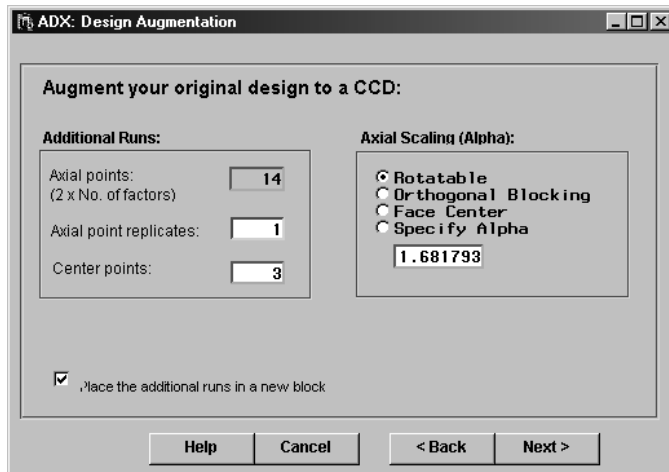 ADX: Design Augmentation
Augment your original design to a CCD:
Additional Runs:
Axial points:
(2 x No. of factors)
14
Axial point replicates:
1
Center points:
3
Axial Scaling (Alpha):
Rotatable
Orthogonal Blocking
Face Center
Specify Alpha
1.681793
Place the additional runs in a new block
Help
Cancel
< Back
Next >